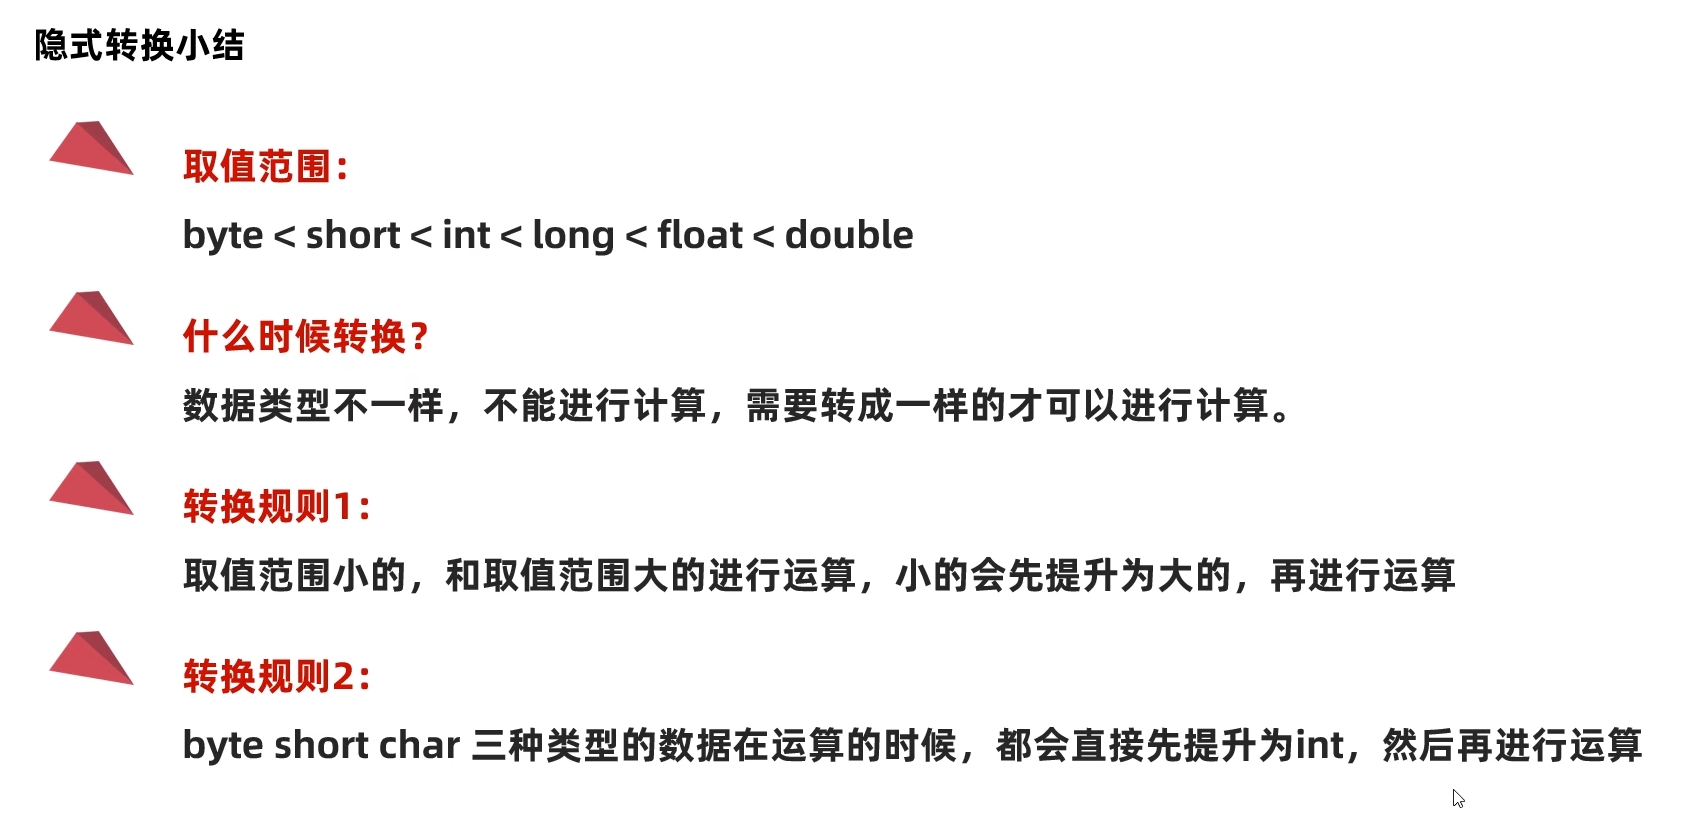 隐式转换小结
取值范围：
byte < short < int < long < float < double
什么时候转换？
数据类型不一样，不能进行计算，需要转成一样的才可以进行计算。
转换规则1：
取值范围小的，和取值范围大的进行运算，小的会先提升为大的，再进行运算
转换规则2：
byte short char 三种类型的数据在运算的时候，都会直接先提升为int，然后再进行运算